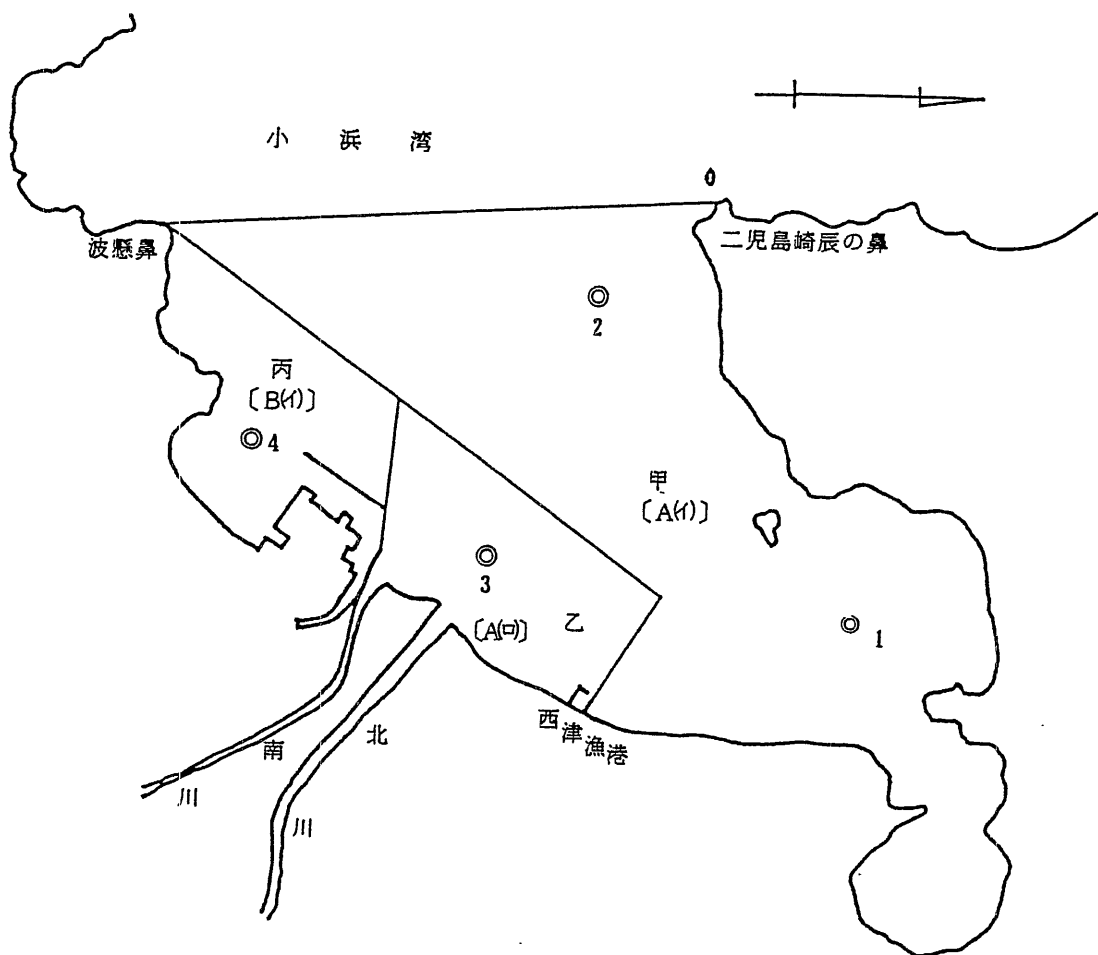 小浜湾
波懸鼻
二児島崎辰の鼻
2
丙
〔B(イ)〕
4
甲
〔A(イ)〕
3
乙
〔A(ロ)〕
1
西津漁港
南川
北川